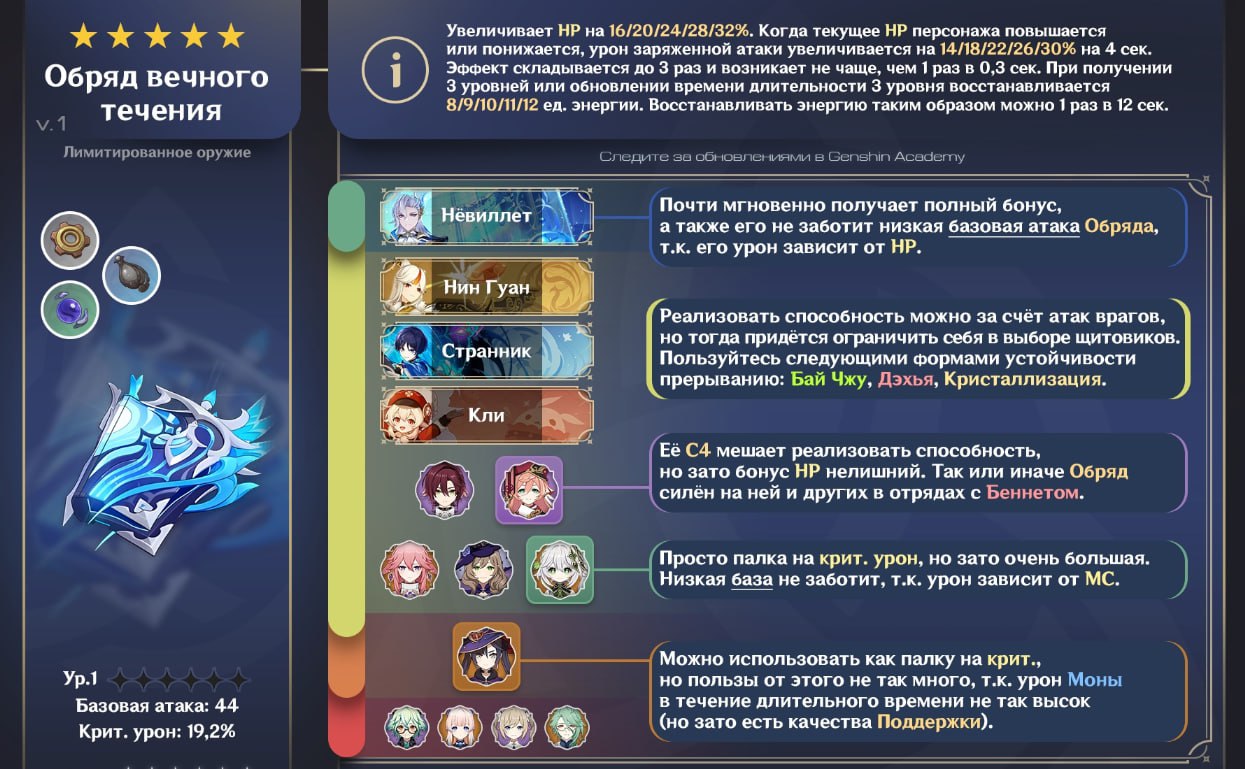 Обряд вечного
течения
v.1
Лимитированное оружие
Увеличивает HP на 16/20/24/28/32%. Когда текущее HP персонажа повышается
или понижается, урон заряженной атаки увеличивается на 14/18/22/26/30% на 4 сек.
Эффект складывается до 3 раз и возникает не чаще, чем 1 раз в 0,3 сек. При получении
3 уровней или обновлении времени длительности 3 уровня восстанавливается
8/9/10/11/12 ед. энергии. Восстанавливать энергию таким образом можно 1 раз в 12 сек.
Следите за обновлениями в Genshin Academy
Нёвиллет
Почти мгновенно получает полный бонус,
а также его не заботит низкая базовая атака Обряда,
т.к. его урон зависит от HP.
Нин Гуан
Странник
Кли
Реализовать способность можно за счёт атак врагов,
но тогда придётся ограничить себя в выборе щитовиков.
Пользуйтесь следующими формами устойчивости
прерыванию: Бай Чжу, Дэхья, Кристаллизация.
Её С4 мешает реализовать способность,
но зато бонус HP нелишний. Так или иначе Обряд
силён на ней и других в отрядах с Беннетом.
Просто палка на крит. урон, но зато очень большая.
Низкая база не заботит, т.к. урон зависит от МС.
Можно использовать как палку на крит.,
но пользы от этого не так много, т.к. урон Моны
в течение длительного времени не так высок
(но зато есть качества Поддержки).
Ур.1
Базовая атака: 44
Крит. урон: 19,2%